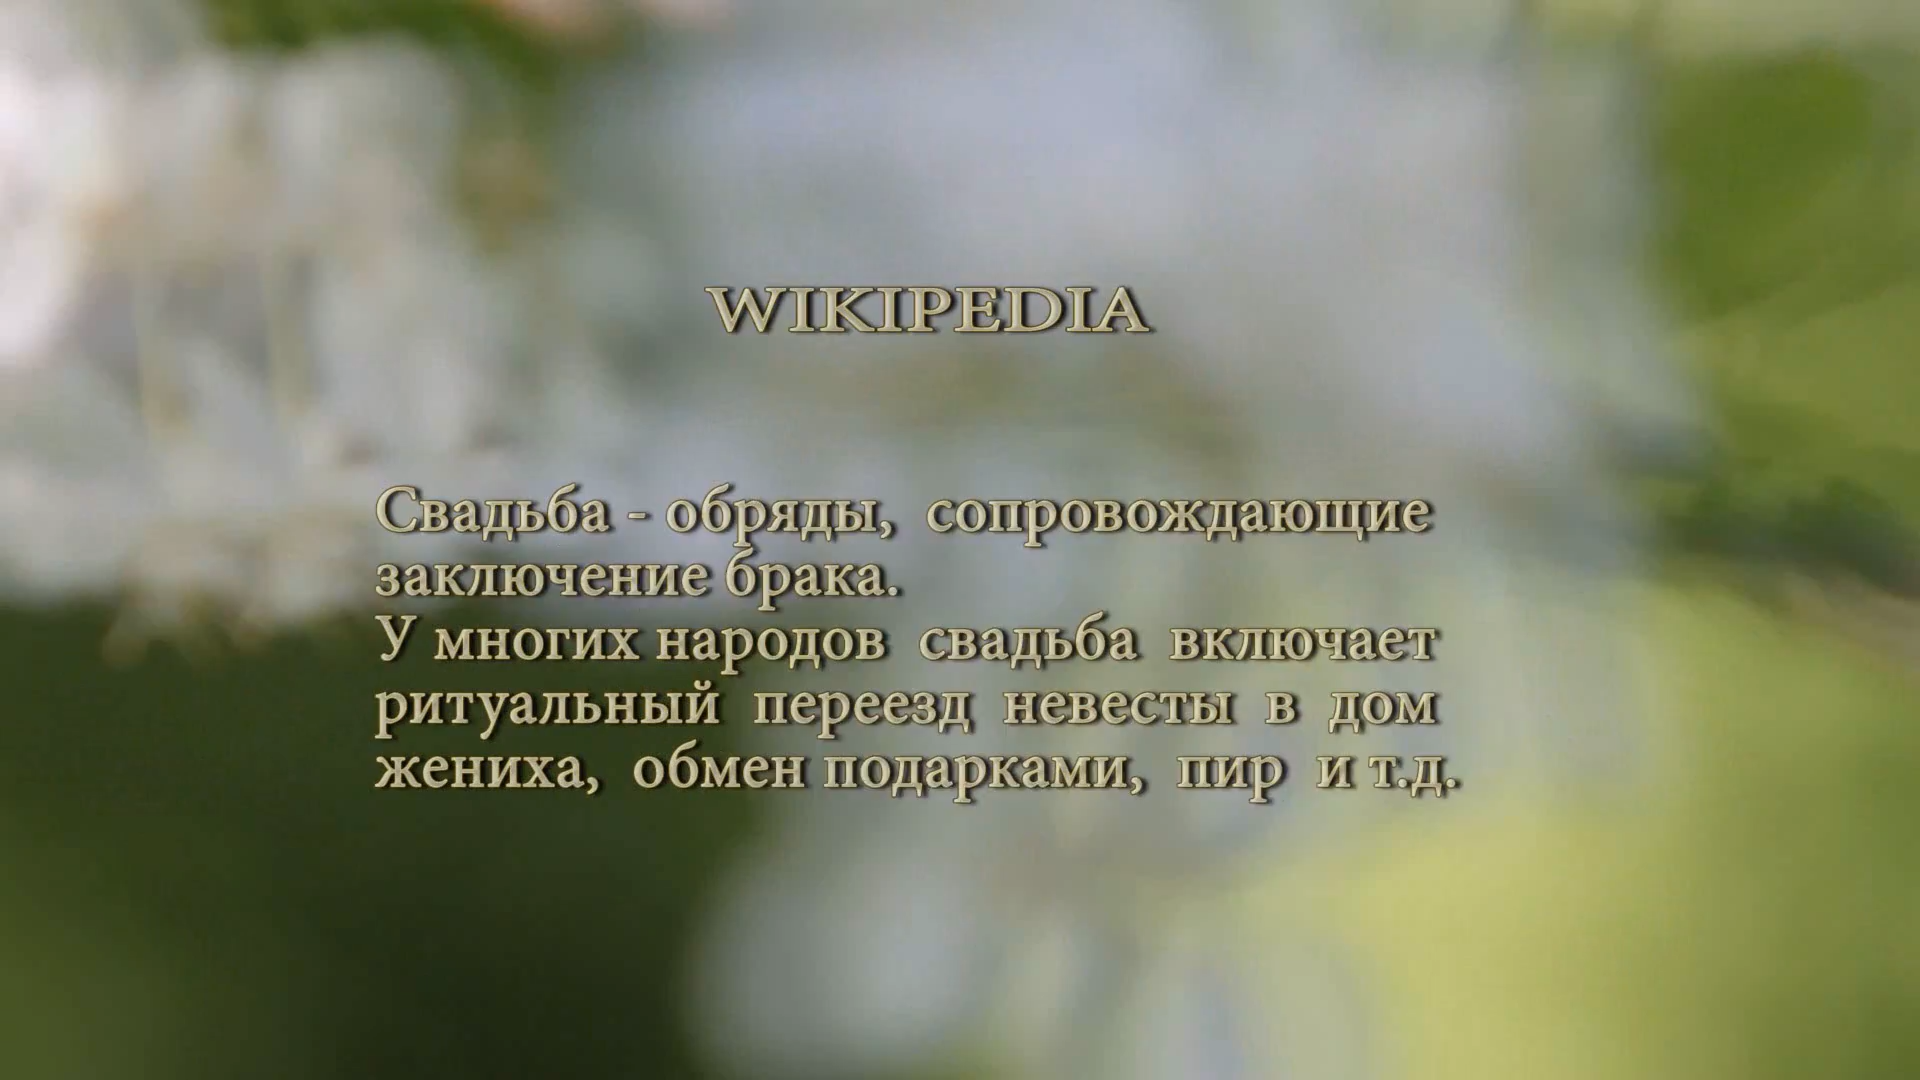 WIKIPEDIA
Свадьба - обряды, сопровождающие
заключение брака.
У многих народов свадьба включает
ритуальный переезд невесты в дом
жениха, обмен подарками, пир и т.д.